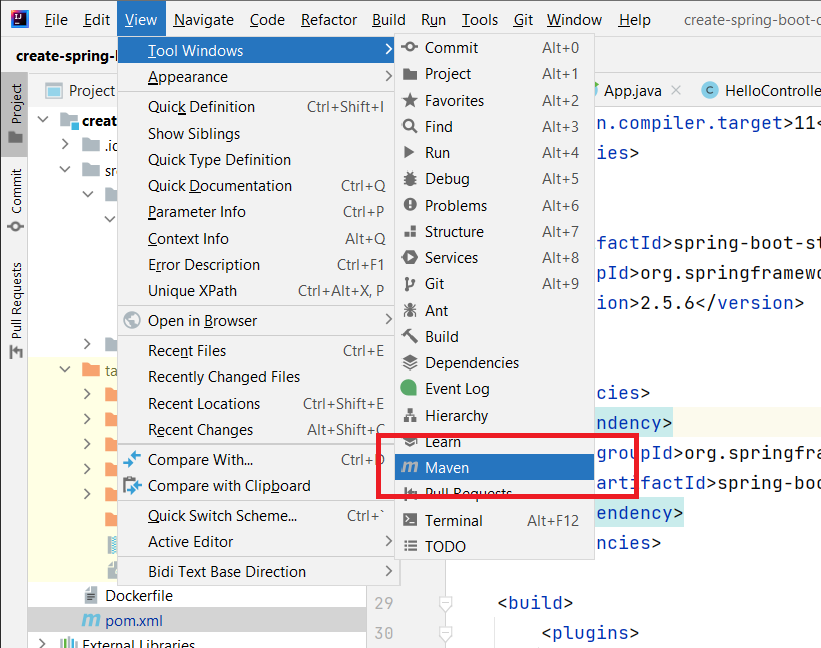 File Edit View Navigate Code Refactor Build Run Tools Git Window Help create-spring-boot-
create-spring-
Project
Commit
Pull Requests
Project
App.java
HelloControlle
creat
.id
sr
ta
Dockerfile
pom.xml
External Libraries
Tool Windows
Appearance
Quick Definition Ctrl+Shift+I
Show Siblings
Quick Type Definition
Quick Documentation Ctrl+Q
Parameter Info Ctrl+P
Context Info Alt+Q
Error Description Ctrl+F1
Unique XPath Ctrl+Alt+X, P
Open in Browser
Recent Files Ctrl+E
Recently Changed Files
Recent Locations Ctrl+Shift+E
Recent Changes Alt+Shift+C
Compare With... Ctrl+D
Compare with Clipboard
Quick Switch Scheme... Ctrl+`
Active Editor
Bidi Text Base Direction
Commit Alt+0
Project Alt+1
Favorites Alt+2
Find Alt+3
Run Alt+4
Debug Alt+5
Problems Alt+6
Structure Alt+7
Services Alt+8
Git Alt+9
Ant
Build
Dependencies
Event Log
Hierarchy
Learn
Maven
Pull Requests
Terminal Alt+F12
TODO
n.compiler.target>11<
ies>
factId>spring-boot-st
pId>org.springframewo
ion>2.5.6</version>
cies>
ndency>
groupId>org.springfra
artifactId>spring-boo
endency>
ncies>
29 <build>
30 <plugins>